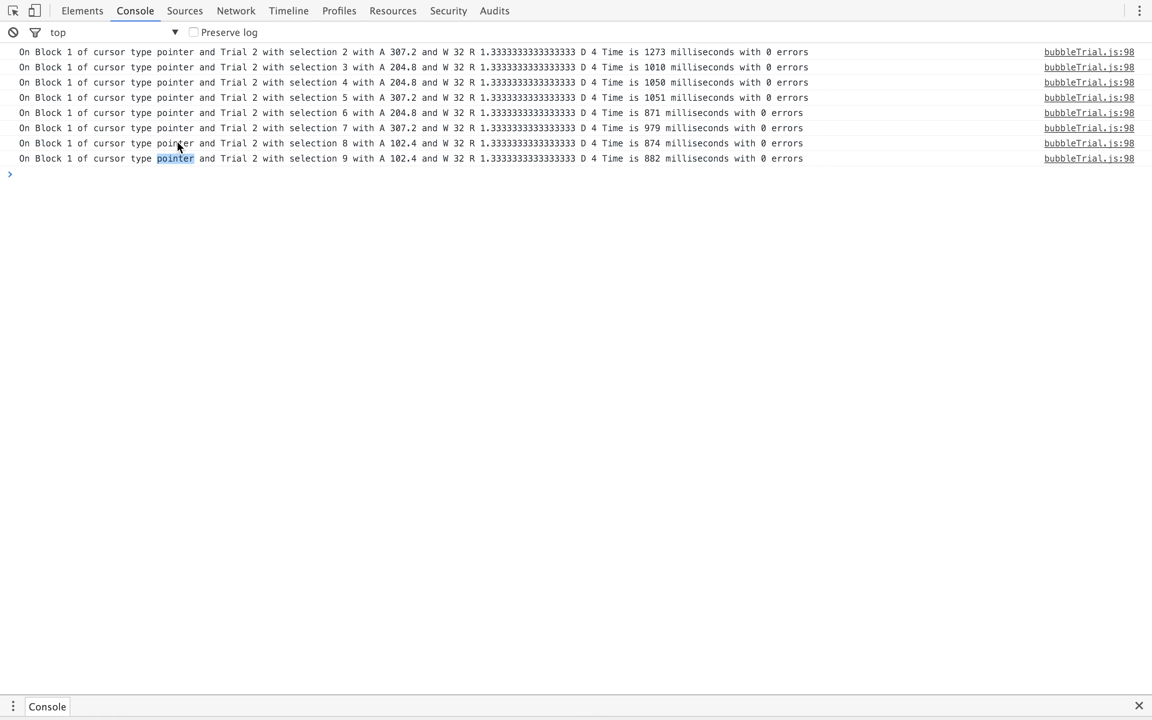 Elements Console Sources Network Timeline Profiles Resources Security Audits
top Preserve log
On Block 1 of cursor type pointer and Trial 2 with selection 2 with A 307.2 and W 32 R 1.3333333333333333 D 4 Time is 1273 milliseconds with 0 errors bubbleTrial.js:98
On Block 1 of cursor type pointer and Trial 2 with selection 3 with A 204.8 and W 32 R 1.3333333333333333 D 4 Time is 1010 milliseconds with 0 errors bubbleTrial.js:98
On Block 1 of cursor type pointer and Trial 2 with selection 4 with A 204.8 and W 32 R 1.3333333333333333 D 4 Time is 1050 milliseconds with 0 errors bubbleTrial.js:98
On Block 1 of cursor type pointer and Trial 2 with selection 5 with A 307.2 and W 32 R 1.3333333333333333 D 4 Time is 1051 milliseconds with 0 errors bubbleTrial.js:98
On Block 1 of cursor type pointer and Trial 2 with selection 6 with A 204.8 and W 32 R 1.3333333333333333 D 4 Time is 871 milliseconds with 0 errors bubbleTrial.js:98
On Block 1 of cursor type pointer and Trial 2 with selection 7 with A 307.2 and W 32 R 1.3333333333333333 D 4 Time is 979 milliseconds with 0 errors bubbleTrial.js:98
On Block 1 of cursor type pointer and Trial 2 with selection 8 with A 102.4 and W 32 R 1.3333333333333333 D 4 Time is 874 milliseconds with 0 errors bubbleTrial.js:98
On Block 1 of cursor type pointer and Trial 2 with selection 9 with A 102.4 and W 32 R 1.3333333333333333 D 4 Time is 882 milliseconds with 0 errors bubbleTrial.js:98
Console